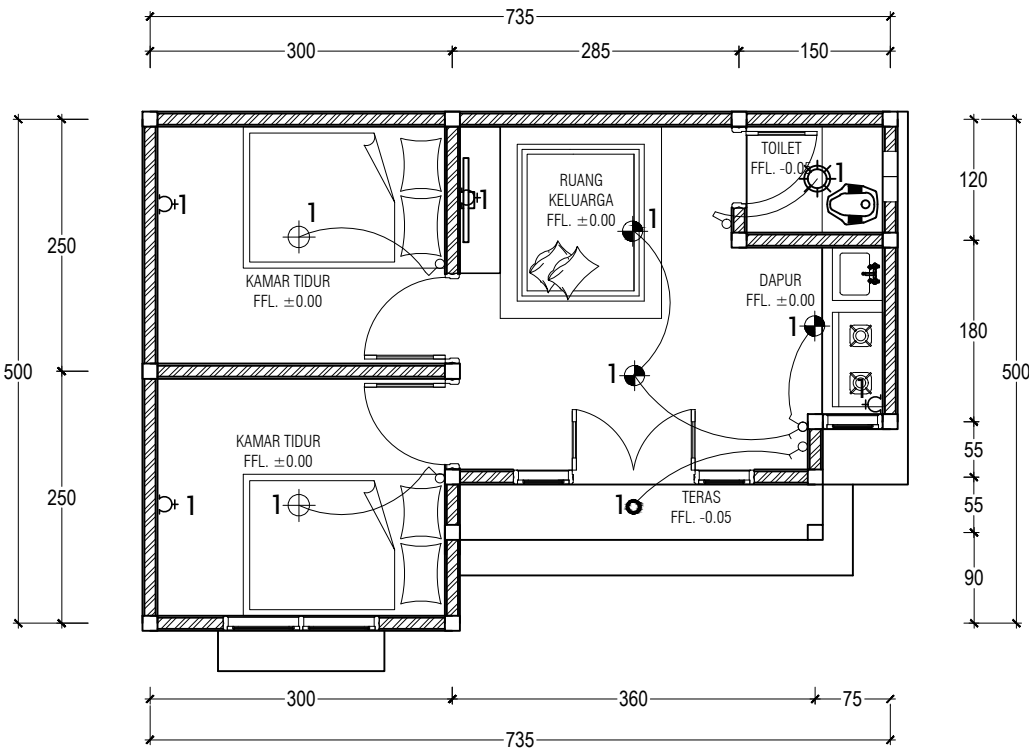 735
300
285
150
TOILET
FFL. -0.05
1
RUANG
KELUARGA
FFL. ±0.00
1
1
1
1
120
250
KAMAR TIDUR
FFL. ±0.00
DAPUR
FFL. ±0.00
1
180
500
500
1
1
KAMAR TIDUR
FFL. ±0.00
55
250
1
1
1
TERAS
FFL. -0.05
55
90
300
360
75
735